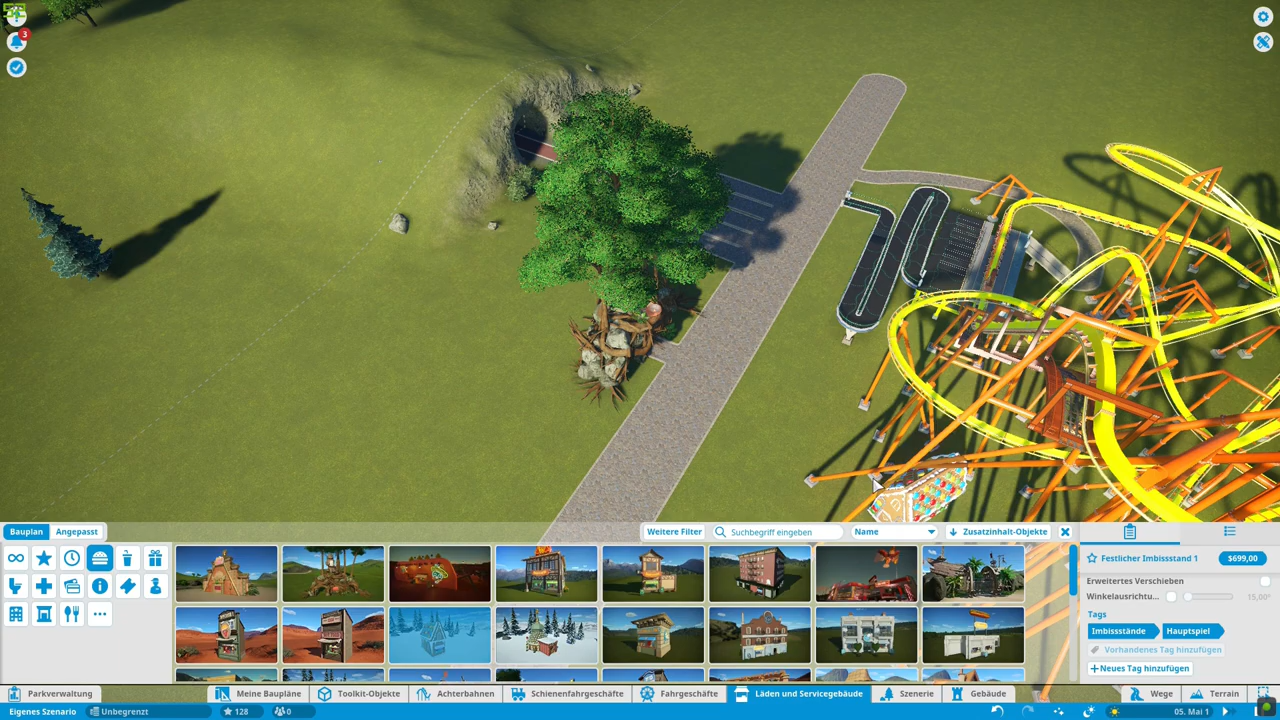 3
Bauplan
Angepasst
Weitere Filter
Suchbegriff eingeben
Name
Zusatzinhalt-Objekte
Festlicher Imbissstand 1
$699,00
Erweitertes Verschieben
Winkelausrichtu...
15,00°
Tags
Imbissstände
Hauptspiel
Vorhandenes Tag hinzufügen
+Neues Tag hinzufügen
Parkverwaltung
Meine Baupläne
Toolkit-Objekte
Achterbahnen
Schienenfahrgeschäfte
Fahrgeschäfte
Läden und Servicegebäude
Szenerie
Gebäude
Wege
Terrain
Eigenes Szenario
Unbegrenzt
128
0
05. Mai 1